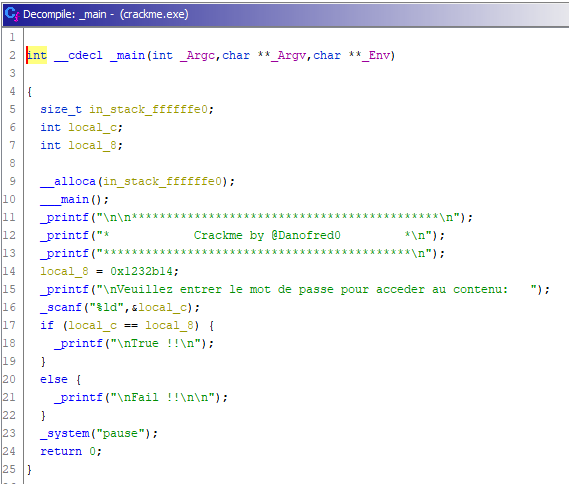 Decompile: _main - (crackme.exe)
1
2 int __cdecl _main(int _Argc,char **_Argv,char **_Env)
3
4 {
5 size_t in_stack_ffffffe0;
6 int local_c;
7 int local_8;
8
9 __alloca(in_stack_ffffffe0);
10 ___main();
11 _printf("\n\n********************************************\n");
12 _printf("* Crackme by @Danofred0 *\n");
13 _printf("********************************************\n");
14 local_8 = 0x1232b14;
15 _printf("\nVeuillez entrer le mot de passe pour acceder au contenu: ");
16 _scanf("%ld",&local_c);
17 if (local_c == local_8) {
18 _printf("\nTrue !!\n");
19 }
20 else {
21 _printf("\nFail !!\n\n");
22 }
23 _system("pause");
24 return 0;
25 }